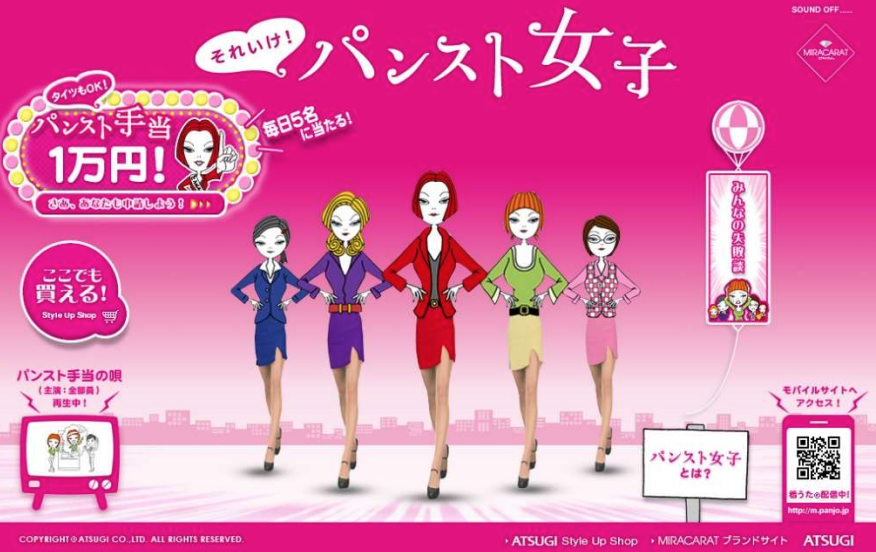 SOUND OFF
それいけ!
パンスト女子
MIRACARAT
タイツもOK!
パンスト手当
1万円!
さあ、あなたも申請しよう!
毎日5名
に当たる!
みんなの失敗談
ここでも
買える!
Style Up Shop
パンスト手当の唄
(主演:全部員)
再生中!
モバイルサイトへ
アクセス!
パンスト女子
とは?
着うた®配信中!
http://m.panjo.jp
COPYRIGHT © ATSUGI CO.,LTD. ALL RIGHTS RESERVED.
ATSUGI Style Up Shop
MIRACARAT ブランドサイト
ATSUGI